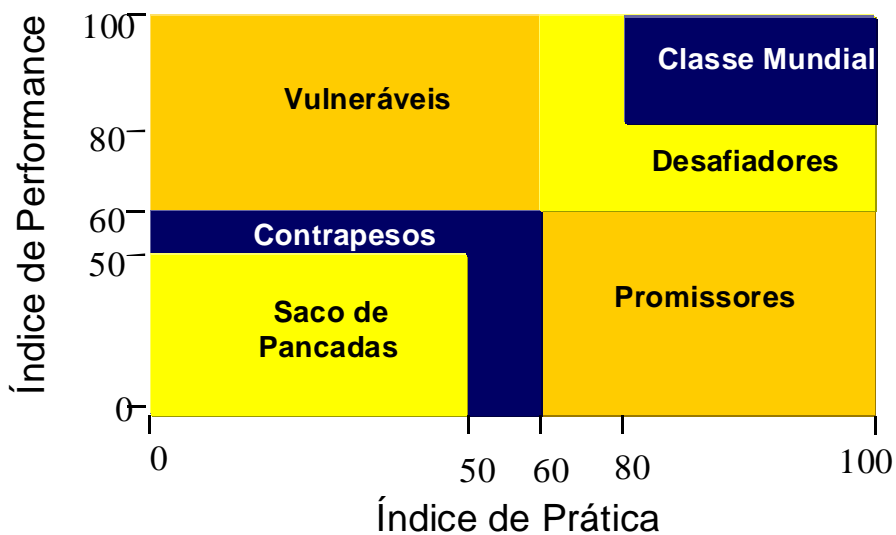 Índice de Performance
100
80
60
50
0
Vulneráveis
Classe Mundial
Desafiadores
Contrapesos
Promissores
Saco de
Pancadas
0
50
60
80
100
Índice de Prática